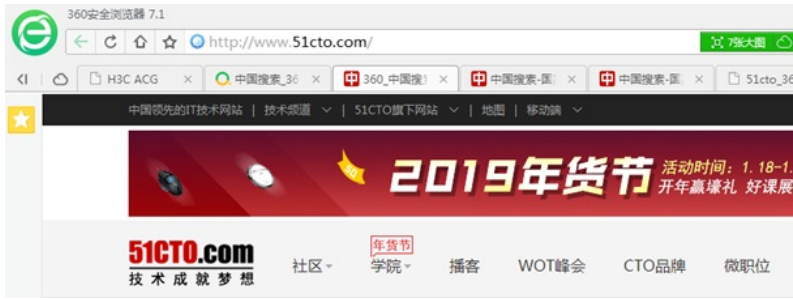 360安全浏览器 7.1
http://www.51cto.com/
7张大图
H3C ACG × 中国搜索_36 × 360_中国搜 × 中国搜索-国 × 中国搜索-国 × 51cto_36
中国领先的IT技术网站 | 技术频道 | 51CTO旗下网站 | 地图 | 移动端
50
2019年货节
活动时间：1.18-1.
开年赢壕礼 好课展
年货节
51CTO.com
技术成就梦想
社区 学院 播客 WOT峰会 CTO品牌 微职位